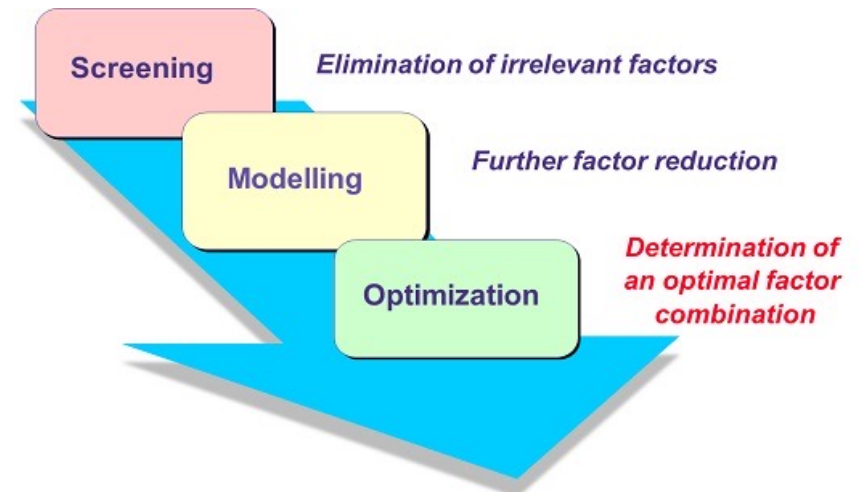 Screening
Elimination of irrelevant factors
Modelling
Further factor reduction
Optimization
Determination of
an optimal factor
combination